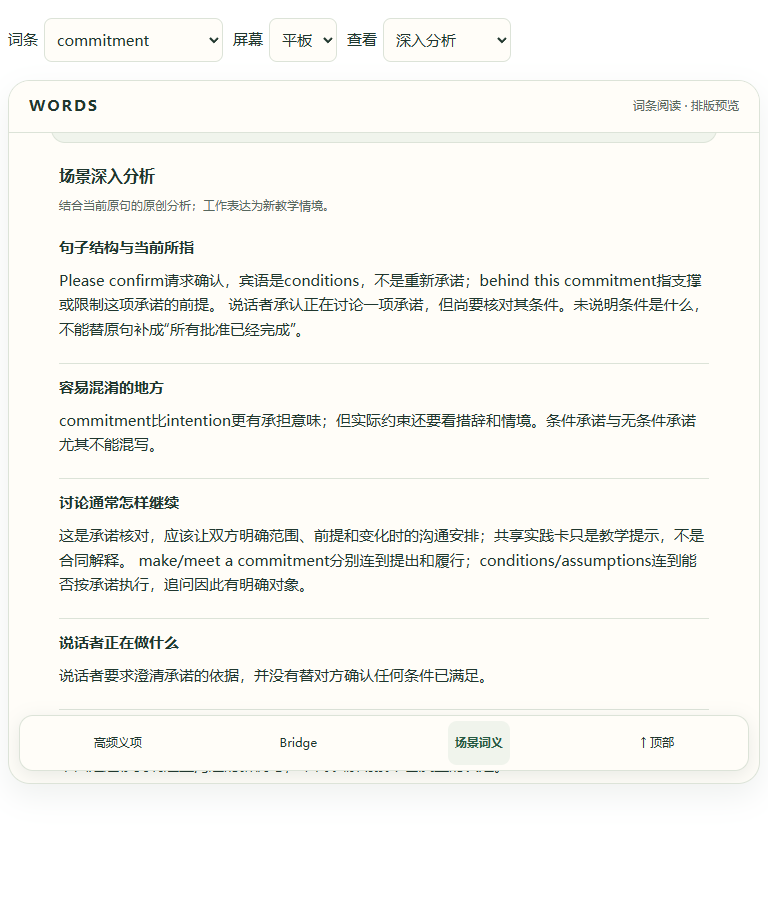 词条 commitment 屏幕 平板 查看 深入分析
WORDS 词条阅读 · 排版预览
场景深入分析
结合当前原句的原创分析；工作表达为新教学情境。
句子结构与当前所指
Please confirm请求确认，宾语是conditions，不是重新承诺；behind this commitment指支撑
或限制这项承诺的前提。 说话者承认正在讨论一项承诺，但尚要核对其条件。未说明条件是什么，
不能替原句补成“所有批准已经完成”。
容易混淆的地方
commitment比intention更有承担意味；但实际约束还要看措辞和情境。条件承诺与无条件承诺
尤其不能混写。
讨论通常怎样继续
这是承诺核对，应该让双方明确范围、前提和变化时的沟通安排；共享实践卡只是教学提示，不是
合同解释。 make/meet a commitment分别连到提出和履行；conditions/assumptions连到能
否按承诺执行，追问因此有明确对象。
说话者正在做什么
说话者要求澄清承诺的依据，并没有替对方确认任何条件已满足。
高频义项 Bridge 场景词义 ↑ 顶部